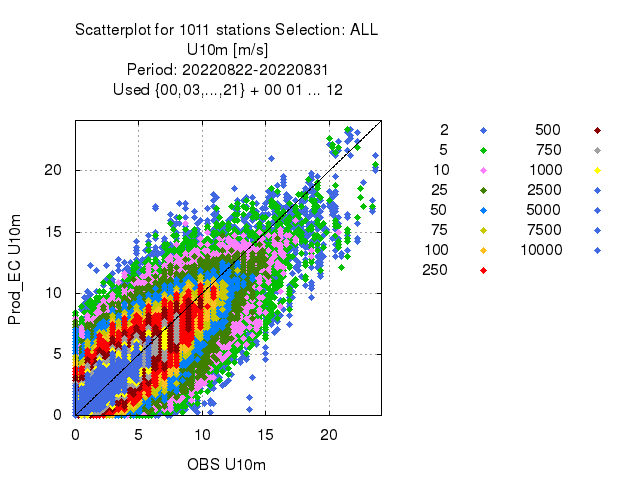 Scatterplot for 1011 stations Selection: ALL
U10m [m/s]
Period: 20220822-20220831
Used {00,03,...,21} + 00 01 ... 12
Prod_EC U10m
20
15
10
5
0
0 5 10 15 20
OBS U10m
2 500
5 750
10 1000
25 2500
50 5000
75 7500
100 10000
250